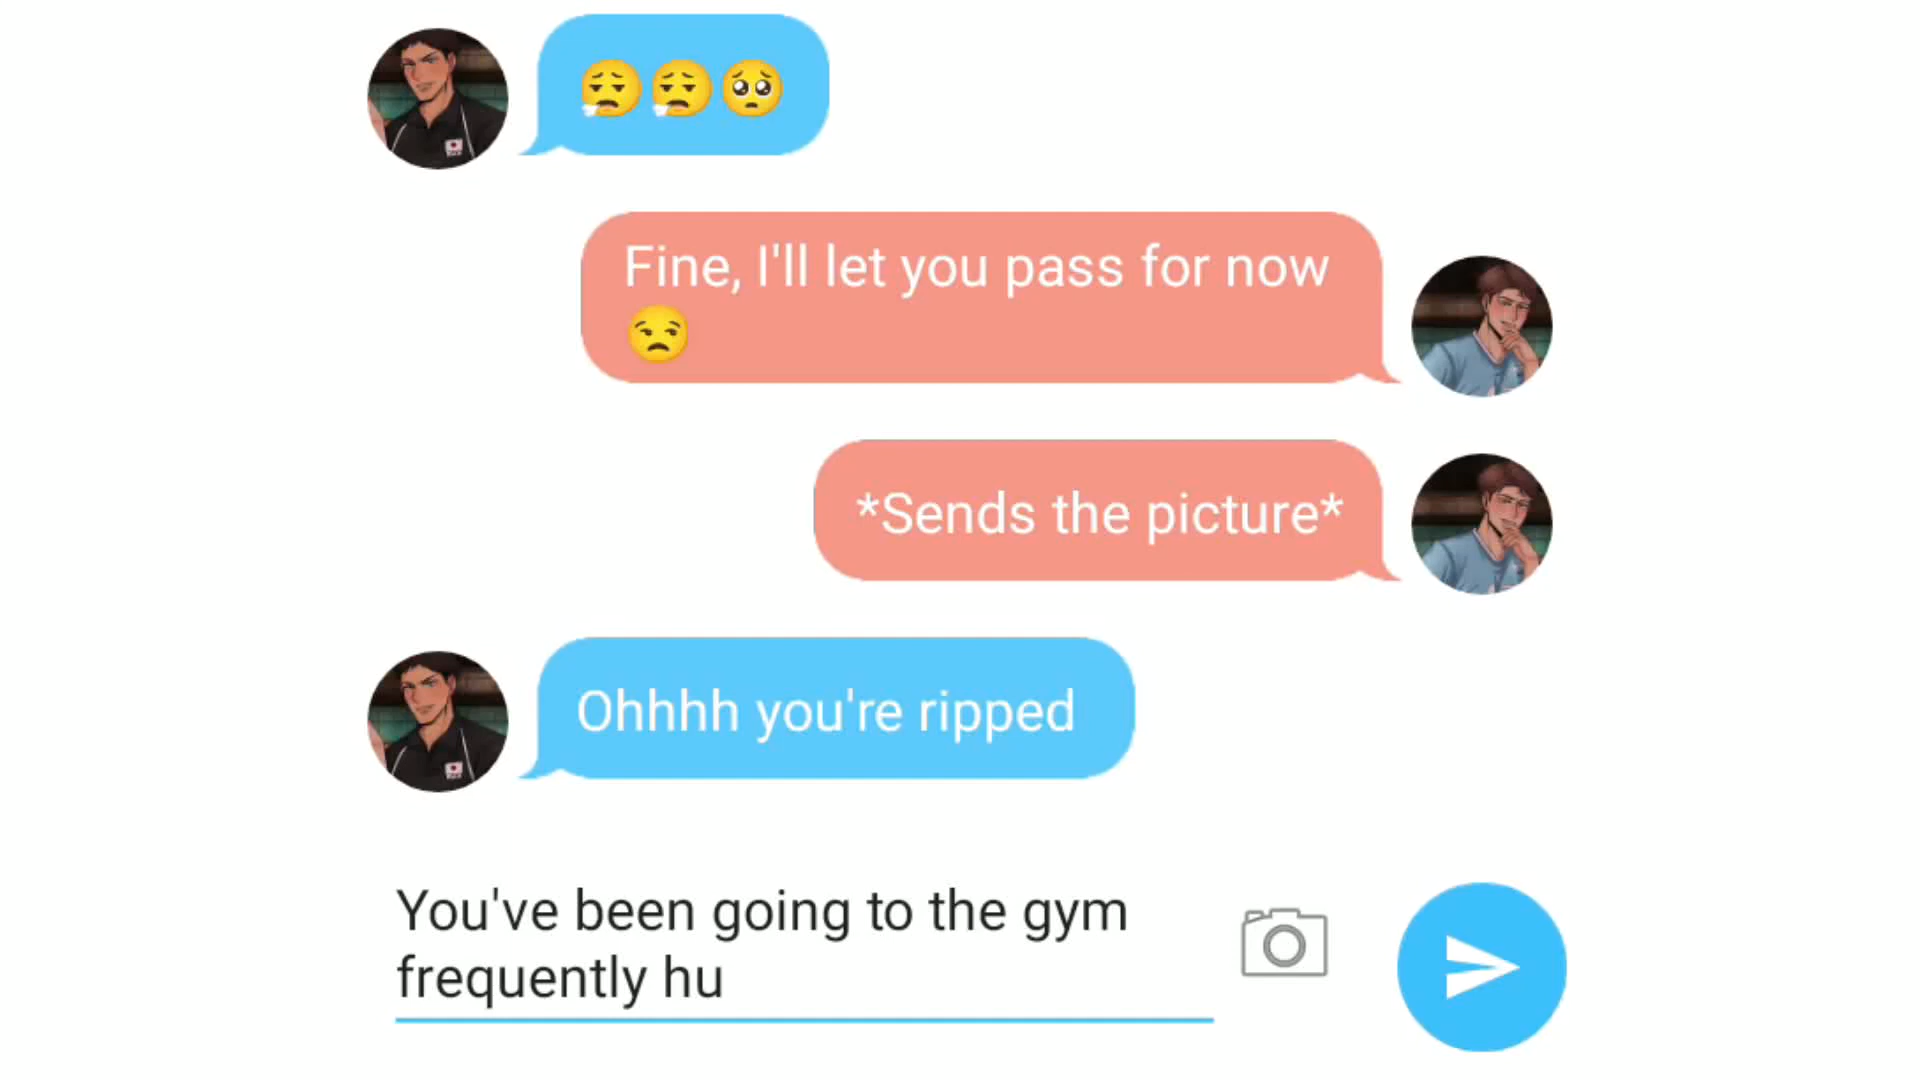 😮‍💨😮‍💨🥺
Fine, I'll let you pass for now
😒
*Sends the picture*
Ohhhh you're ripped
You've been going to the gym
frequently hu